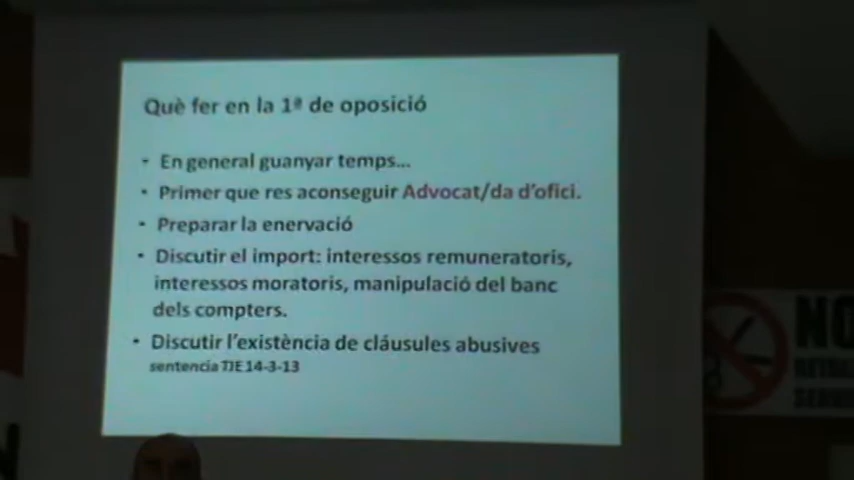 Què fer en la 1ª de oposició
• En general guanyar temps...
• Primer que res aconseguir Advocat/da d'ofici.
• Preparar la enervació
• Discutir el import: interessos remuneratoris,
interessos moratoris, manipulació del banc
dels compters.
• Discutir l'existència de cláusules abusives
sentencia TJE 14-3-13
NO